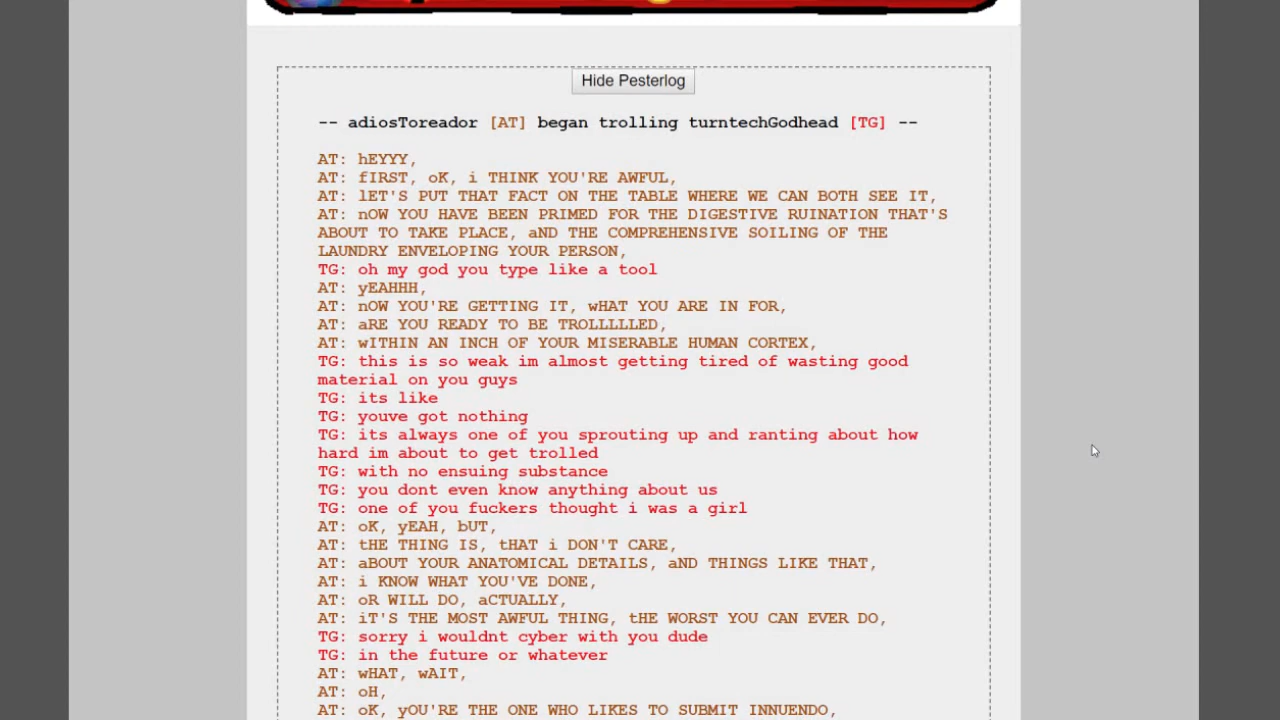 Hide Pesterlog
-- adiosToreador [AT] began trolling turntechGodhead [TG] --
AT: hEYYY,
AT: fIRST, oK, i THINK YOU'RE AWFUL,
AT: lET'S PUT THAT FACT ON THE TABLE WHERE WE CAN BOTH SEE IT,
AT: nOW YOU HAVE BEEN PRIMED FOR THE DIGESTIVE RUINATION THAT'S
ABOUT TO TAKE PLACE, aND THE COMPREHENSIVE SOILING OF THE
LAUNDRY ENVELOPING YOUR PERSON,
TG: oh my god you type like a tool
AT: yEAHHH,
AT: nOW YOU'RE GETTING IT, wHAT YOU ARE IN FOR,
AT: aRE YOU READY TO BE TROLLLLLED,
AT: wITHIN AN INCH OF YOUR MISERABLE HUMAN CORTEX,
TG: this is so weak im almost getting tired of wasting good
material on you guys
TG: its like
TG: youve got nothing
TG: its always one of you sprouting up and ranting about how
hard im about to get trolled
TG: with no ensuing substance
TG: you dont even know anything about us
TG: one of you fuckers thought i was a girl
AT: oK, yEAH, bUT,
AT: tHE THING IS, tHAT i DON'T CARE,
AT: aBOUT YOUR ANATOMICAL DETAILS, aND THINGS LIKE THAT,
AT: i KNOW WHAT YOU'VE DONE,
AT: oR WILL DO, aCTUALLY,
AT: iT'S THE MOST AWFUL THING, tHE WORST YOU CAN EVER DO,
TG: sorry i wouldnt cyber with you dude
TG: in the future or whatever
AT: wHAT, wAIT,
AT: oH,
AT: oK, yOU'RE THE ONE WHO LIKES TO SUBMIT INNUENDO,